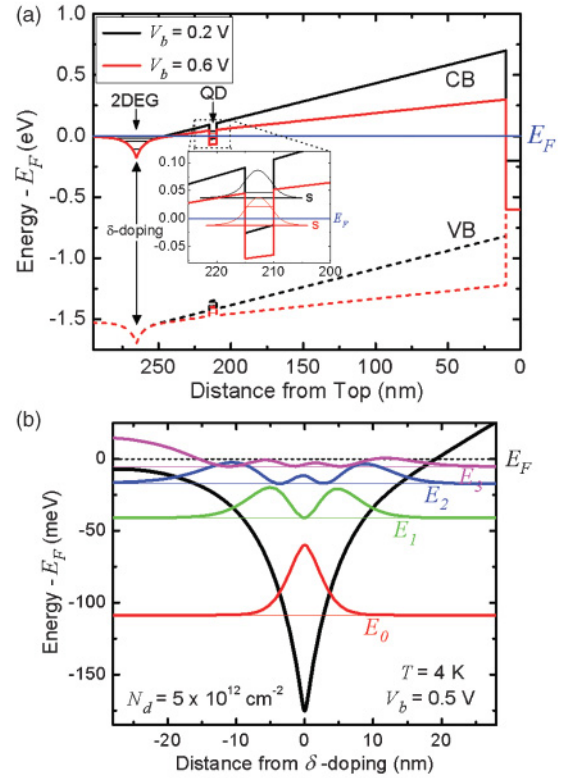 (a)
V_b = 0.2 V
V_b = 0.6 V
2DEG
QD
CB
E_F
δ-doping
VB
s
E_F
s
0.10
0.05
0.00
-0.05
220
210
200
1.0
0.5
0.0
-0.5
-1.0
-1.5
Energy - E_F (eV)
250
200
150
100
50
0
Distance from Top (nm)
(b)
E_F
E_3
E_2
E_1
E_0
N_d = 5 x 10^12 cm^-2
T = 4 K
V_b = 0.5 V
0
-50
-100
-150
Energy - E_F (meV)
-20
-10
0
10
20
Distance from δ-doping (nm)